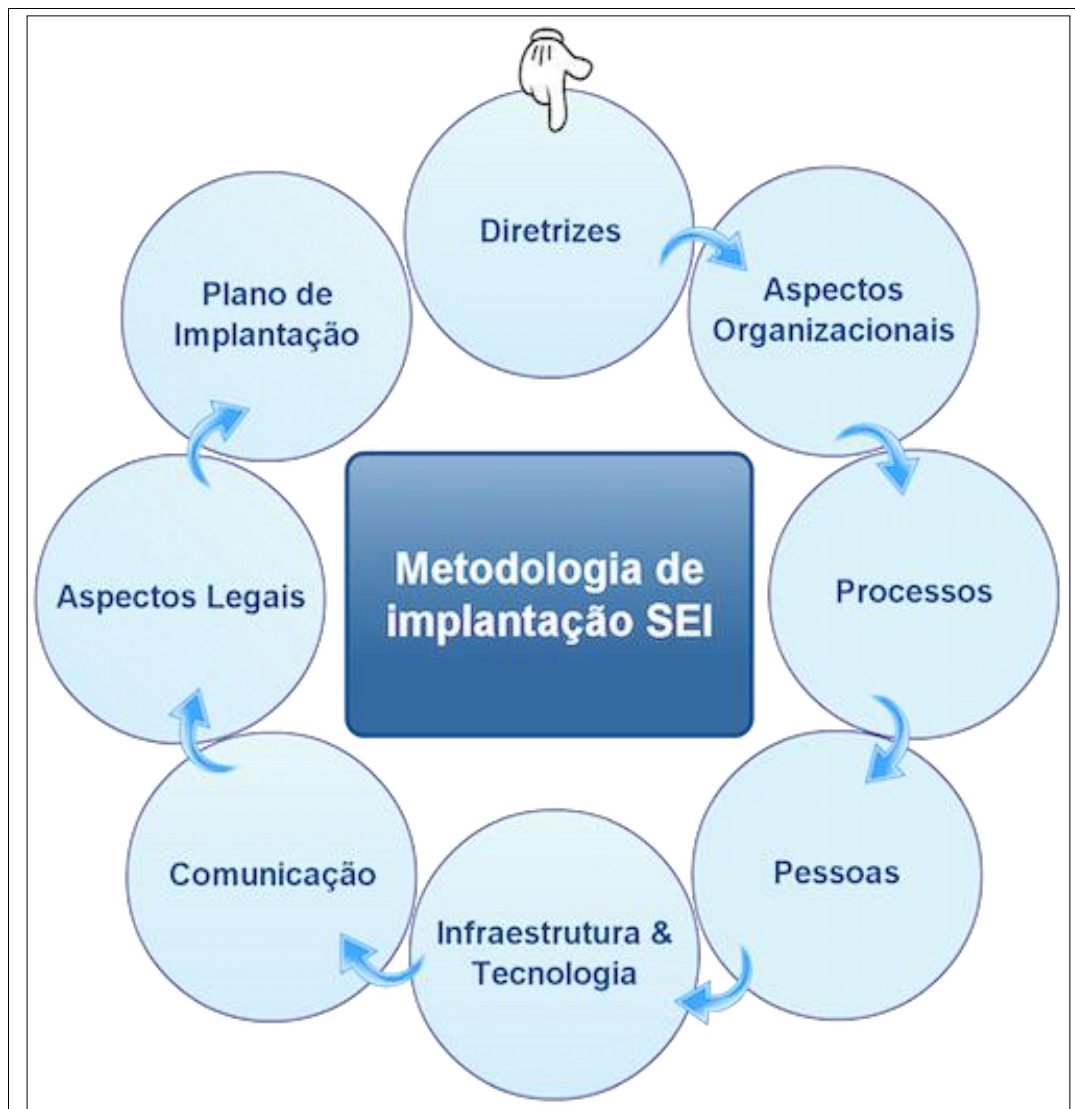 Diretrizes
Aspectos
Organizacionais
Processos
Pessoas
Infraestrutura &
Tecnologia
Comunicação
Aspectos Legais
Plano de
Implantação
Metodologia de
implantação SEI